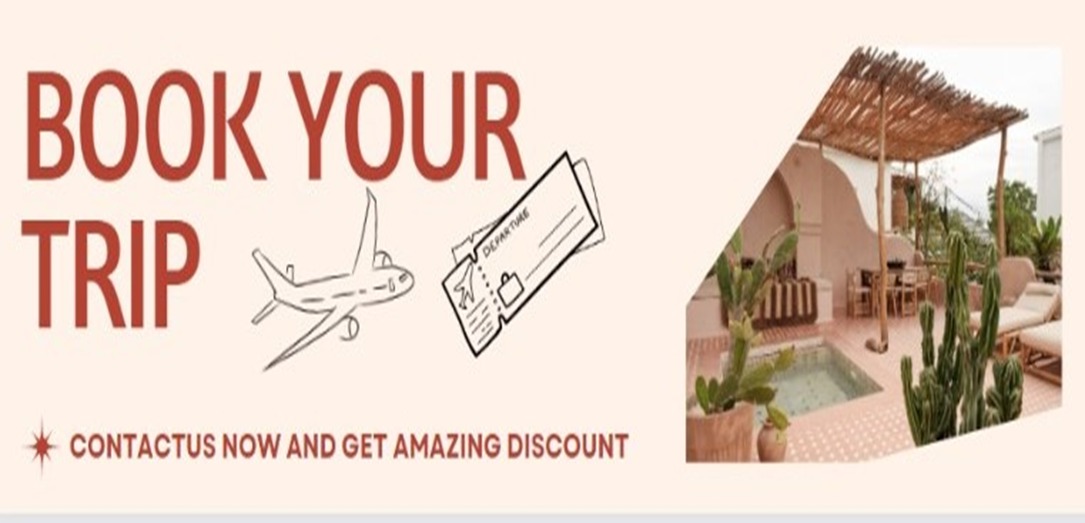 BOOK YOUR
TRIP
DEPARTURE
CONTACTUS NOW AND GET AMAZING DISCOUNT